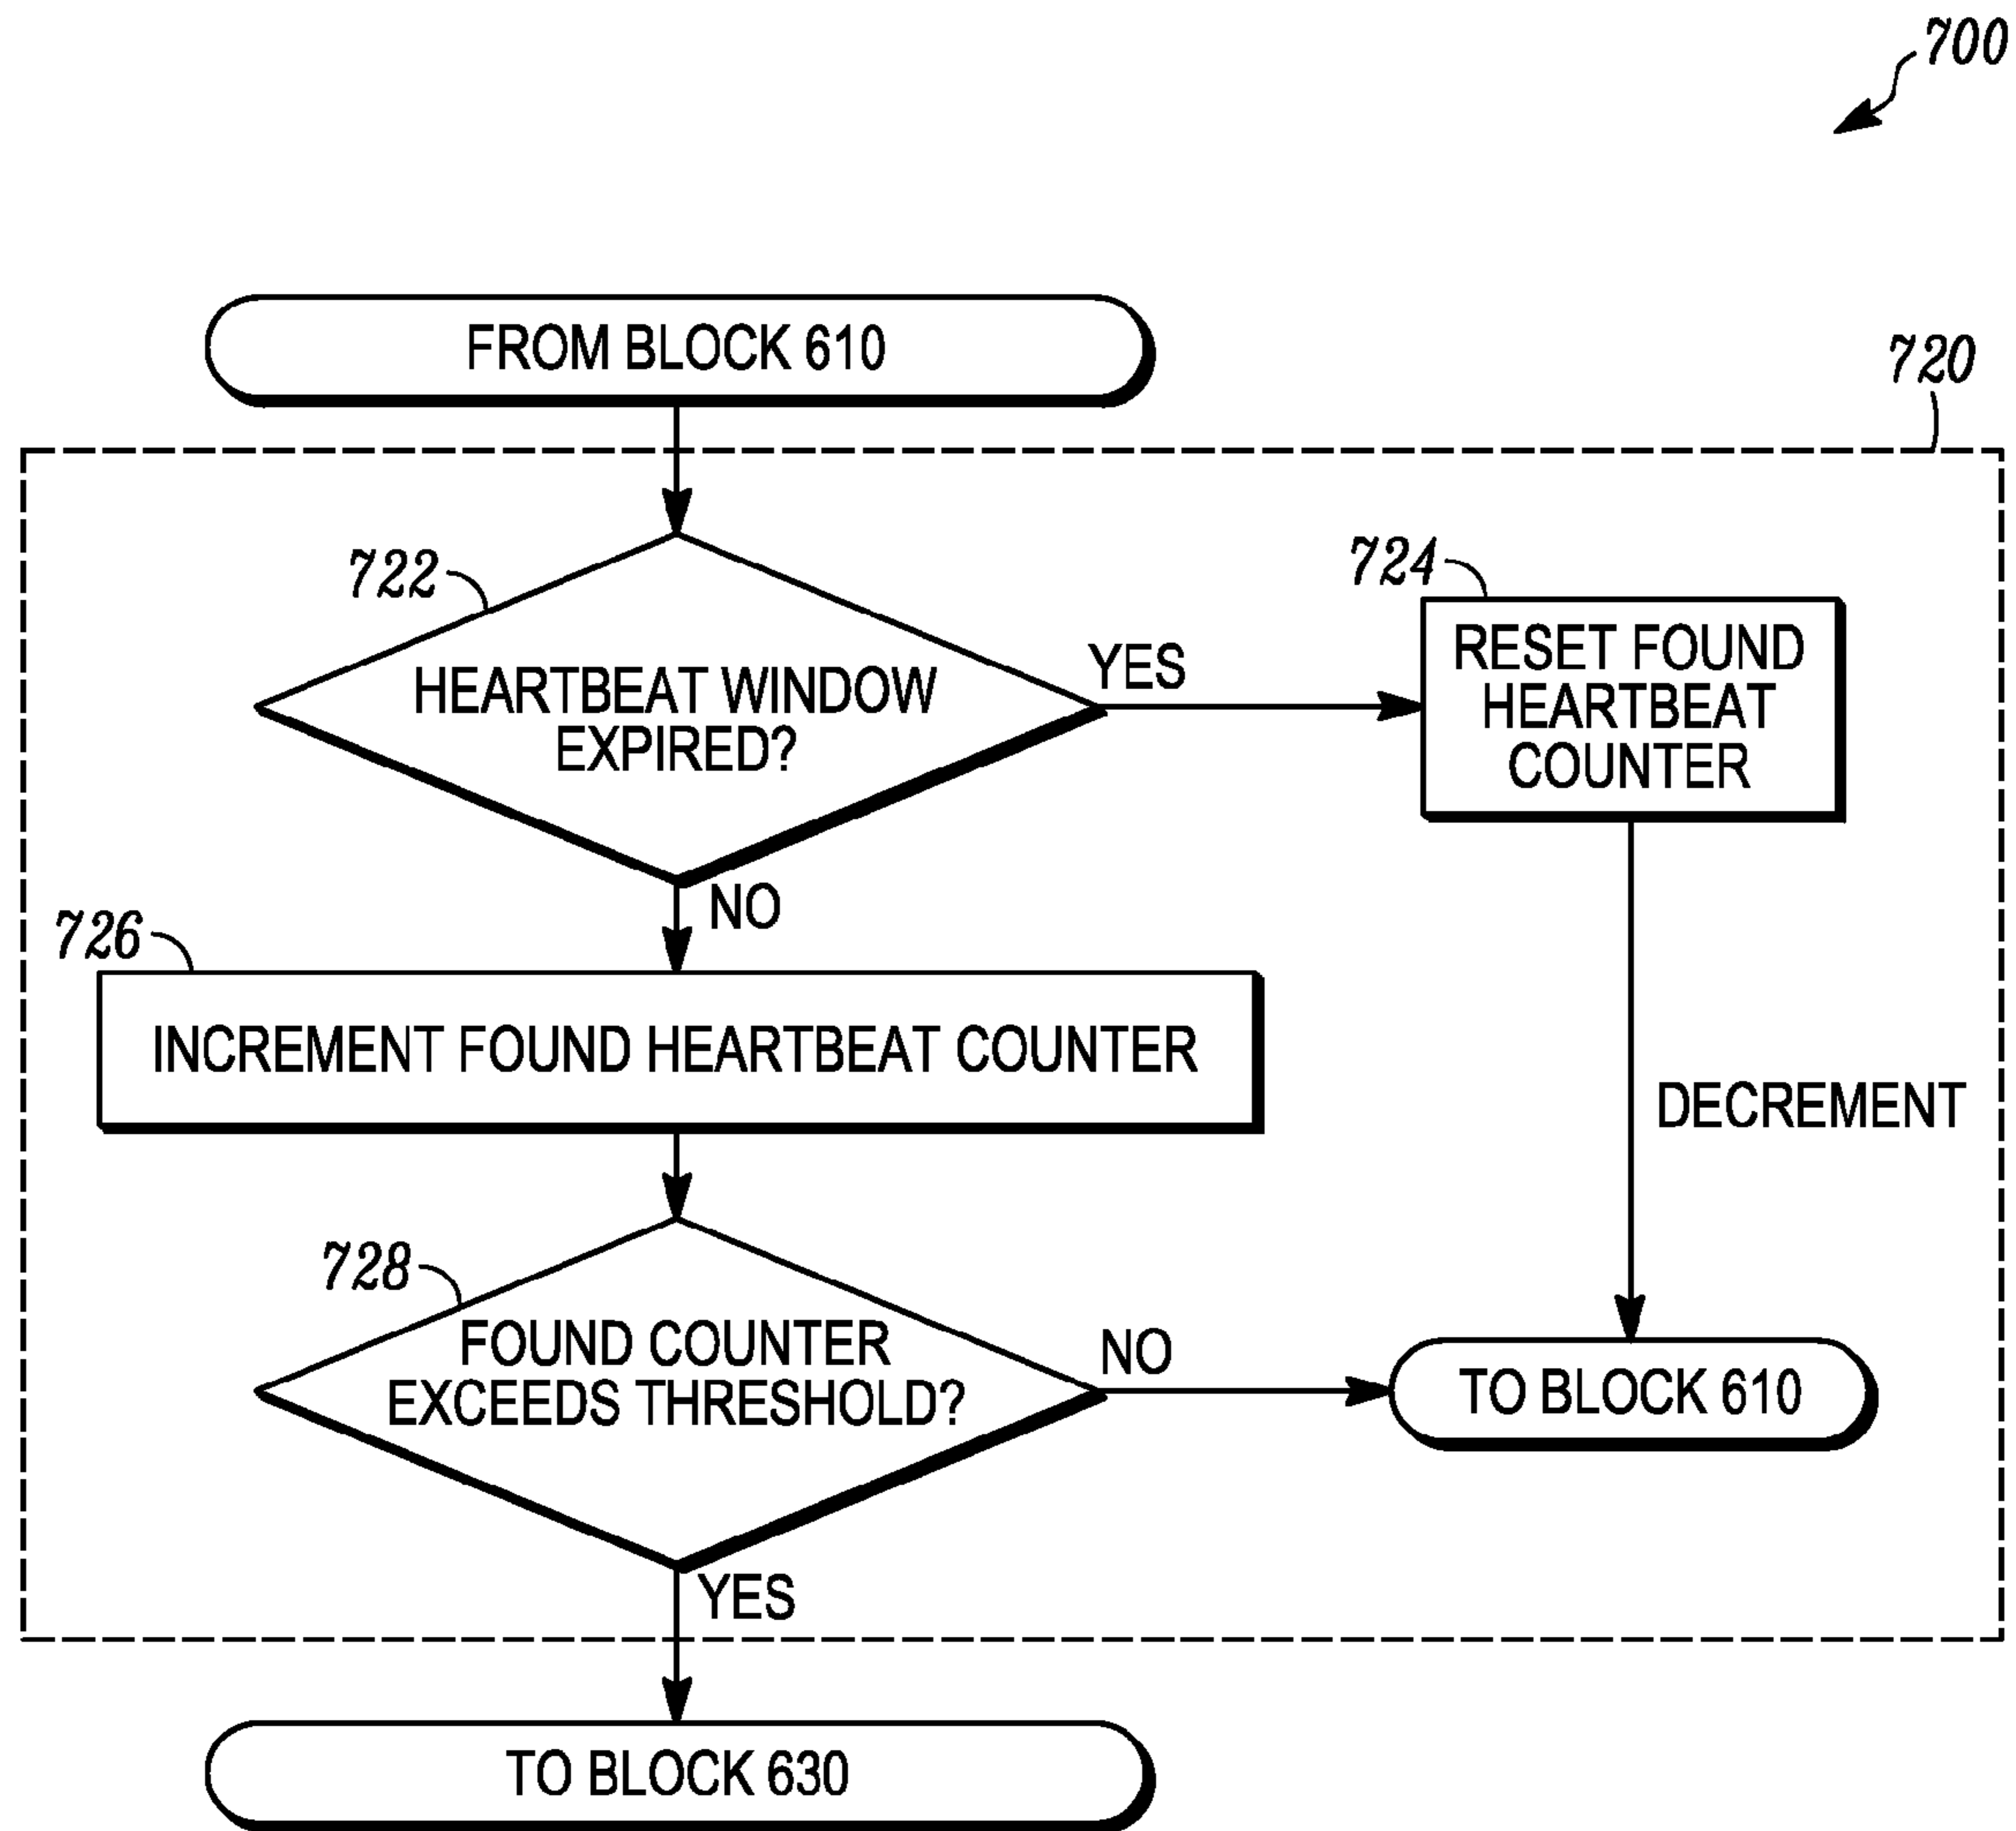 700
FROM BLOCK 610
720
722
HEARTBEAT WINDOW
EXPIRED?
YES
724
RESET FOUND
HEARTBEAT
COUNTER
NO
726
INCREMENT FOUND HEARTBEAT COUNTER
DECREMENT
728
FOUND COUNTER
EXCEEDS THRESHOLD?
NO
TO BLOCK 610
YES
TO BLOCK 630